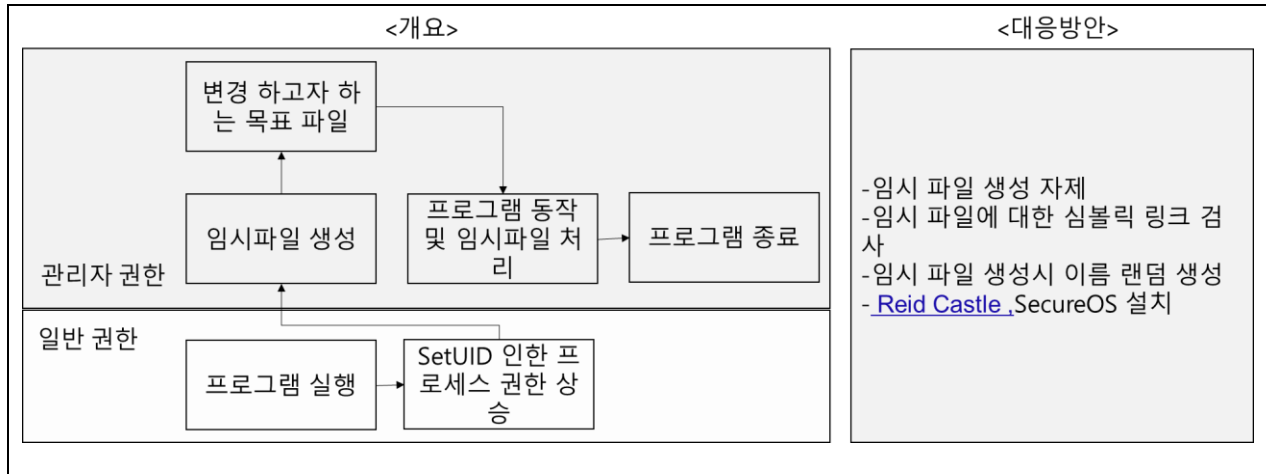 <개요>
변경 하고자 하
는 목표 파일
임시파일 생성
프로그램 동작
및 임시파일 처
리
프로그램 종료
관리자 권한
일반 권한
프로그램 실행
SetUID 인한 프
로세스 권한 상
승
<대응방안>
-임시 파일 생성 자제
-임시 파일에 대한 심볼릭 링크 검
사
-임시 파일 생성시 이름 랜덤 생성
- Reid Castle ,SecureOS 설치